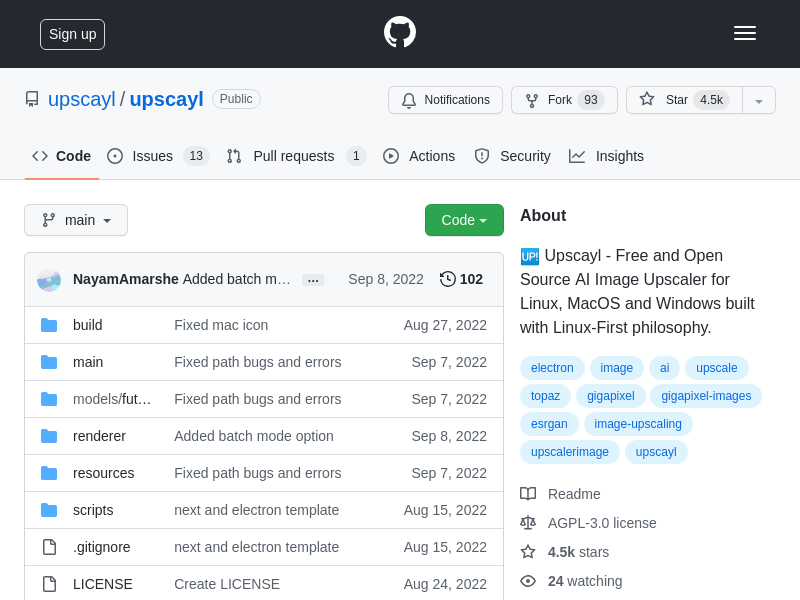 Sign up
upscayl / upscayl Public
Notifications
Fork 93
Star 4.5k
Code
Issues 13
Pull requests 1
Actions
Security
Insights
main
Code
NayamAmarshe Added batch m… … Sep 8, 2022 102
build Fixed mac icon Aug 27, 2022
main Fixed path bugs and errors Sep 7, 2022
models/fut… Fixed path bugs and errors Sep 7, 2022
renderer Added batch mode option Sep 8, 2022
resources Fixed path bugs and errors Sep 7, 2022
scripts next and electron template Aug 15, 2022
.gitignore next and electron template Aug 15, 2022
LICENSE Create LICENSE Aug 24, 2022
About
🆙 Upscayl - Free and Open
Source AI Image Upscaler for
Linux, MacOS and Windows built
with Linux-First philosophy.
electron image ai upscale
topaz gigapixel gigapixel-images
esrgan image-upscaling
upscalerimage upscayl
Readme
AGPL-3.0 license
4.5k stars
24 watching